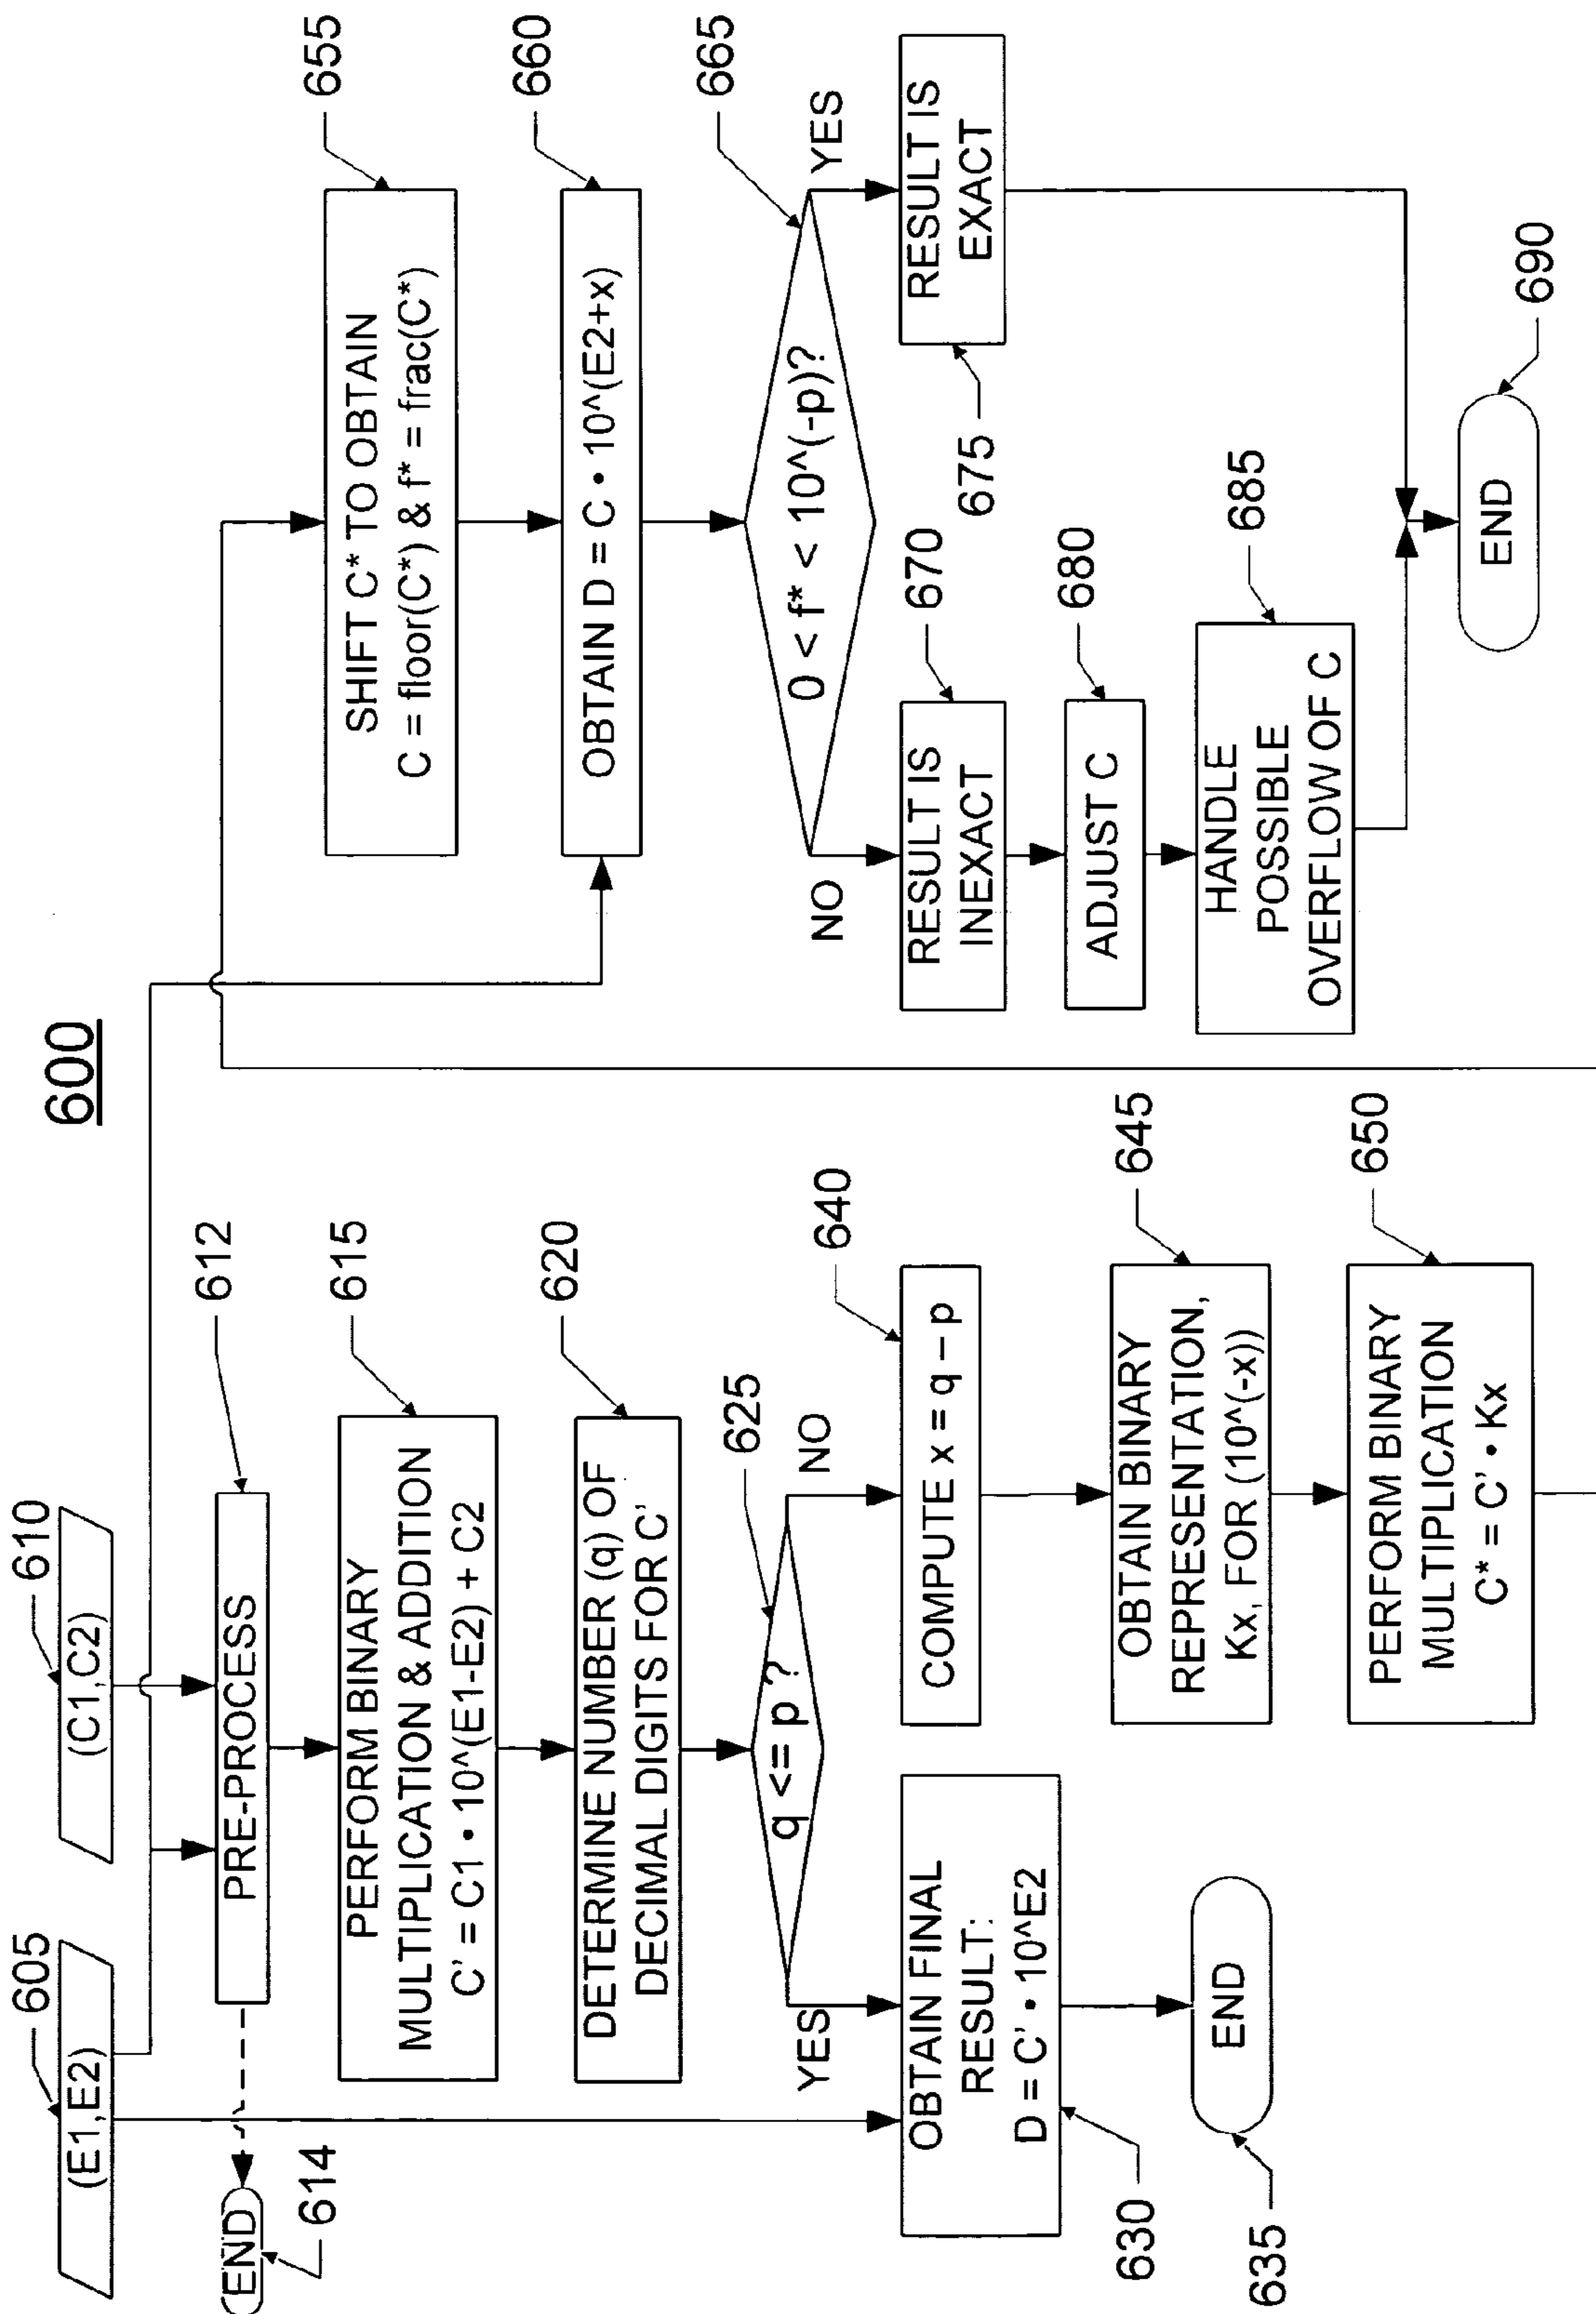 600
605
(E1,E2)
610
(C1,C2)
612
PRE-PROCESS
(END)
614
615
PERFORM BINARY
MULTIPLICATION & ADDITION
C' = C1 • 10^(E1-E2) + C2
620
DETERMINE NUMBER (q) OF
DECIMAL DIGITS FOR C'
625
q <= p ?
YES
NO
OBTAIN FINAL
RESULT:
D = C' • 10^E2
630
END
635
640
COMPUTE x = q – p
645
OBTAIN BINARY
REPRESENTATION,
Kx, FOR (10^(-x))
650
PERFORM BINARY
MULTIPLICATION
C* = C' • Kx
655
SHIFT C* TO OBTAIN
C = floor(C*) & f* = frac(C*)
660
OBTAIN D = C • 10^(E2+x)
665
0 < f* < 10^(-p)?
NO
YES
670
RESULT IS
INEXACT
RESULT IS
EXACT
675
680
ADJUST C
685
HANDLE
POSSIBLE
OVERFLOW OF C
690
END